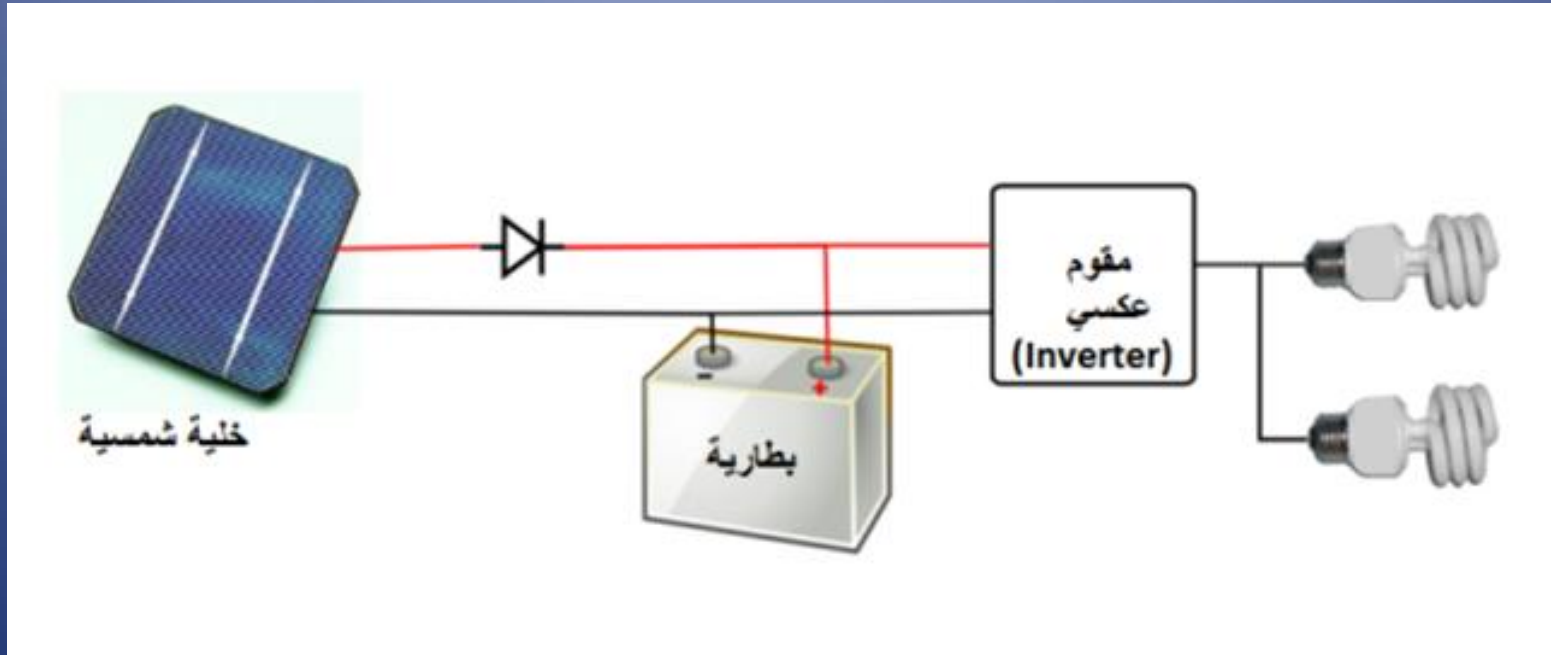 خلية شمسية
بطارية
-
+
مقوم
عكسي
(Inverter)